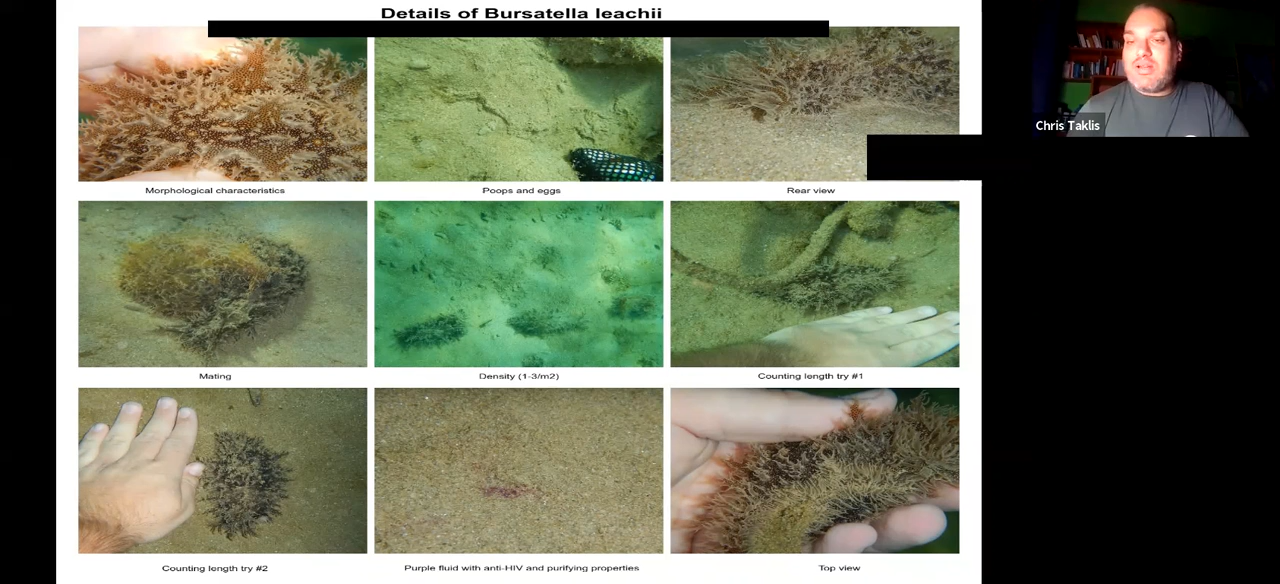 Details of Bursatella leachii
Chris Taklis
Morphological characteristics
Poops and eggs
Rear view
Mating
Density (1-3/m2)
Counting length try #1
Counting length try #2
Purple fluid with anti-HIV and purifying properties
Top view